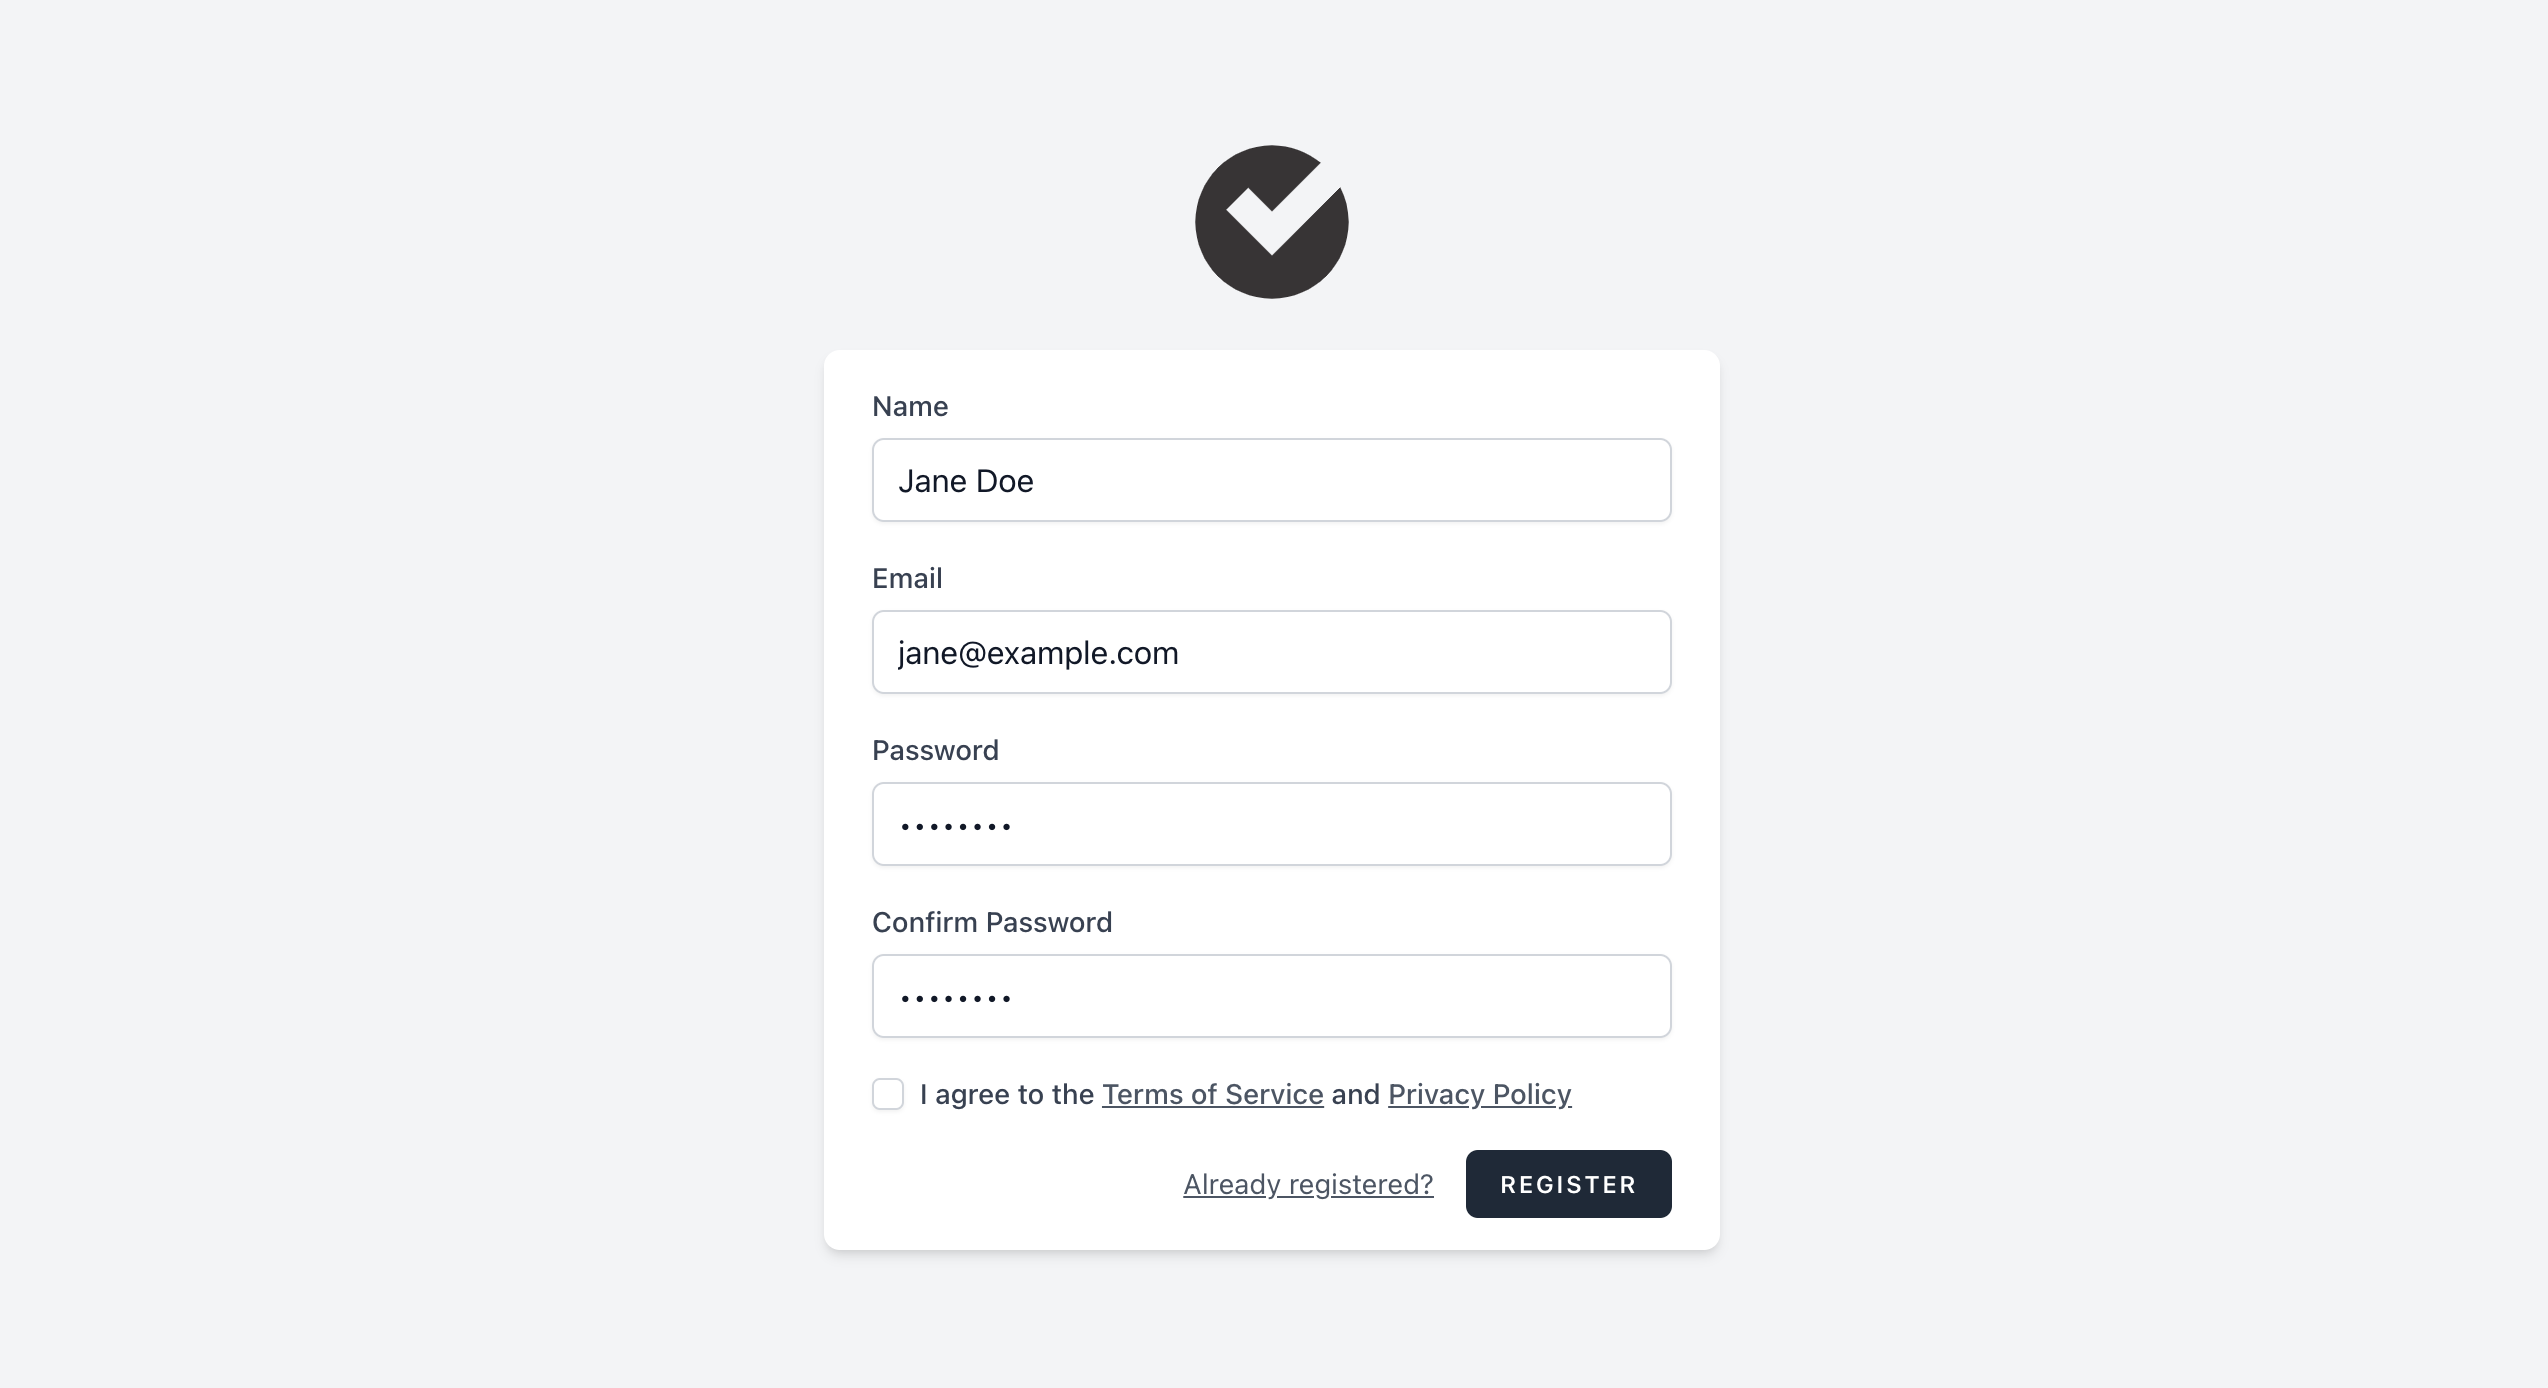 Name
Jane Doe
Email
jane@example.com
Password
••••••••
Confirm Password
••••••••
I agree to the Terms of Service and Privacy Policy
Already registered? REGISTER